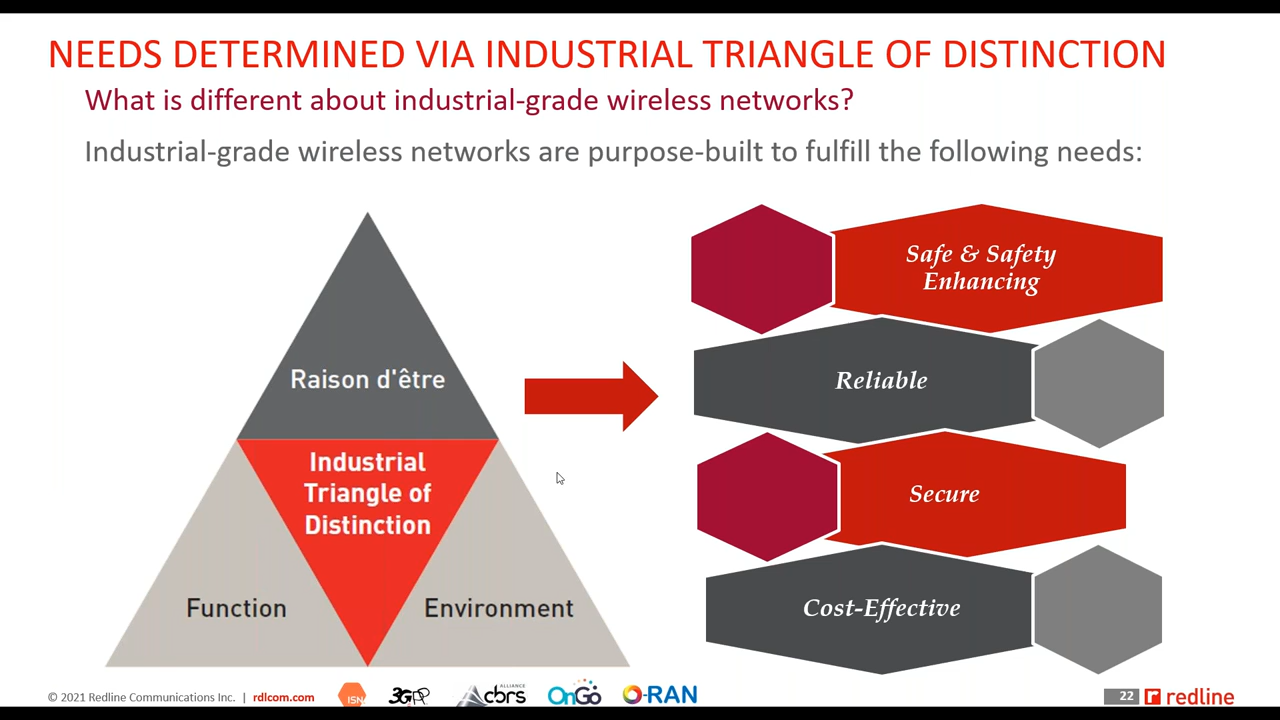 NEEDS DETERMINED VIA INDUSTRIAL TRIANGLE OF DISTINCTION
What is different about industrial-grade wireless networks?
Industrial-grade wireless networks are purpose-built to fulfill the following needs:
Raison d'être
Industrial
Triangle of
Distinction
Function
Environment
Safe & Safety
Enhancing
Reliable
Secure
Cost-Effective
© 2021 Redline Communications Inc. | rdlcom.com
ISN
3GPP
ALLIANCE
cbrs
OnGo
O-RAN
22
redline